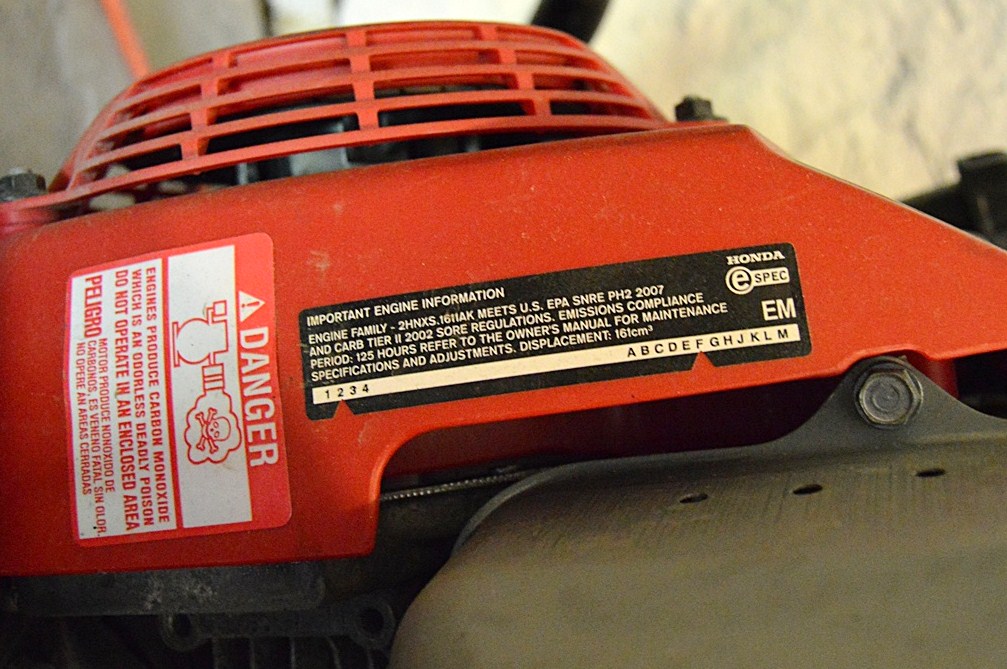 ⚠ DANGER
ENGINES PRODUCE CARBON MONOXIDE
WHICH IS AN ODORLESS DEADLY POISON
DO NOT OPERATE IN AN ENCLOSED AREA
PELIGRO MOTOR PRODUCE MONOXIDO DE
CARBONOS, ES VENENO FATAL SIN OLOR.
NO OPERE AN AREAS CERRADAS
IMPORTANT ENGINE INFORMATION
ENGINE FAMILY - 2HNXS.1611AK MEETS U.S. EPA SNRE PH2 2007
AND CARB TIER II 2002 SORE REGULATIONS. EMISSIONS COMPLIANCE
PERIOD: 125 HOURS REFER TO THE OWNER'S MANUAL FOR MAINTENANCE
SPECIFICATIONS AND ADJUSTMENTS. DISPLACEMENT: 161cm³
HONDA
e SPEC
EM
1 2 3 4 A B C D E F G H J K L M